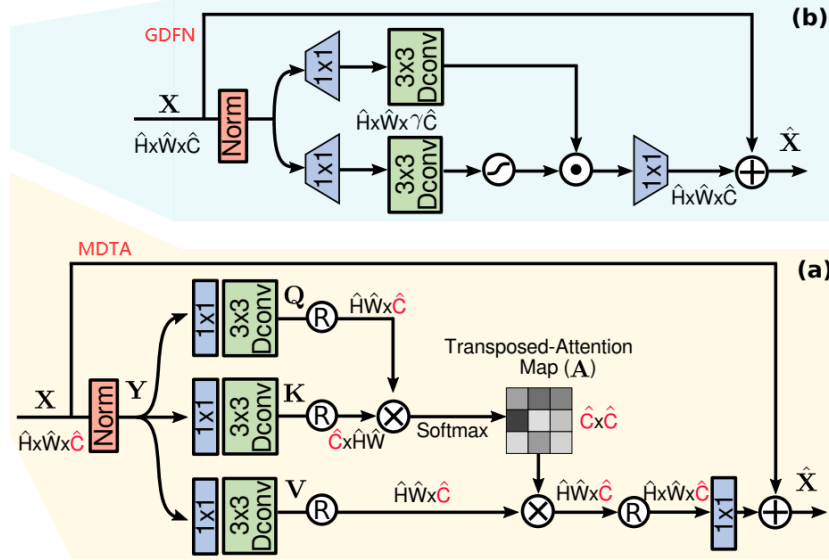 GDFN
(b)
X
ĤxŴxĈ
Norm
1x1
3x3
Dconv
ĤxŴxγĈ
1x1
3x3
Dconv
1x1
ĤxŴxĈ
X̂
MDTA
(a)
X
ĤxŴxĈ
Norm
Y
1x1
3x3
Dconv
Q
R
ĤŴxĈ
1x1
3x3
Dconv
K
R
ĈxĤŴ
Softmax
Transposed-Attention
Map (A)
ĈxĈ
1x1
3x3
Dconv
V
R
ĤŴxĈ
ĤŴxĈ
R
ĤxŴxĈ
1x1
X̂